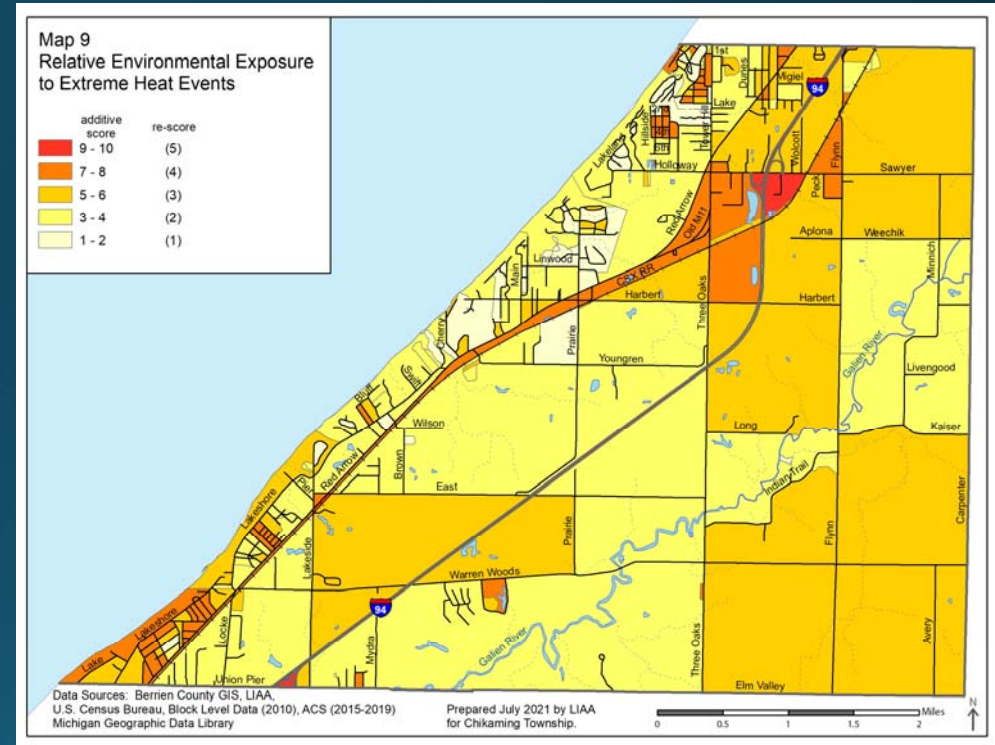 Map 9
Relative Environmental Exposure
to Extreme Heat Events
additive
score
re-score
9 - 10 (5)
7 - 8 (4)
5 - 6 (3)
3 - 4 (2)
1 - 2 (1)
1st
Dunes
Migiel
94
Lake
Tower Hill
Hillside
6th
Lakeland
Holloway
Wolcott
Flynn
Sawyer
Peck
Red Arrow
Old M11
Aplona
Weechik
Minnich
Linwood
Main
CSX RR
Harbert
Three Oaks
Harbert
Cherry
Prairie
Youngren
Galien River
Livengood
Swift
Bluff
Wilson
Long
Kaiser
Brown
Red Arrow
Pier
East
Indian Trail
Lakeshore
Carpenter
Prairie
Flynn
Lakeside
Warren Woods
94
Lakeshore
Locke
Mydra
Galien River
Three Oaks
Avery
Lake
Union Pier
Elm Valley
Data Sources: Berrien County GIS, LIAA,
U.S. Census Bureau, Block Level Data (2010), ACS (2015-2019)
Michigan Geographic Data Library
Prepared July 2021 by LIAA
for Chikaming Township.
Miles
0 0.5 1 1.5 2
N